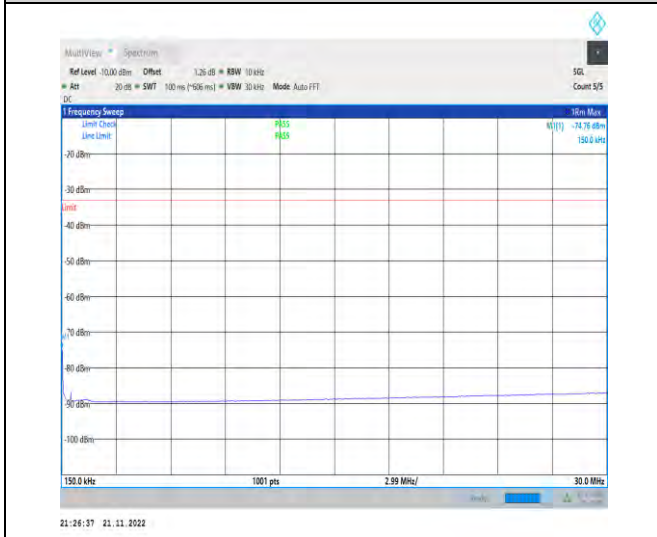 MultiView Spectrum
Ref Level -10.00 dBm Offset 1.26 dB RBW 10 kHz SGL
Att 20 dB SWT 100 ms (~606 ms) VBW 30 kHz Mode Auto FFT Count 5/5
DC
1 Frequency Sweep 1Rm Max
Limit Check PASS M1[1] -74.76 dBm
Line Limit PASS 150.0 kHz
-20 dBm
-30 dBm
Limit
-40 dBm
-50 dBm
-60 dBm
-70 dBm
-80 dBm
-90 dBm
-100 dBm
150.0 kHz 1001 pts 2.99 MHz/ 30.0 MHz
21:26:37 21.11.2022